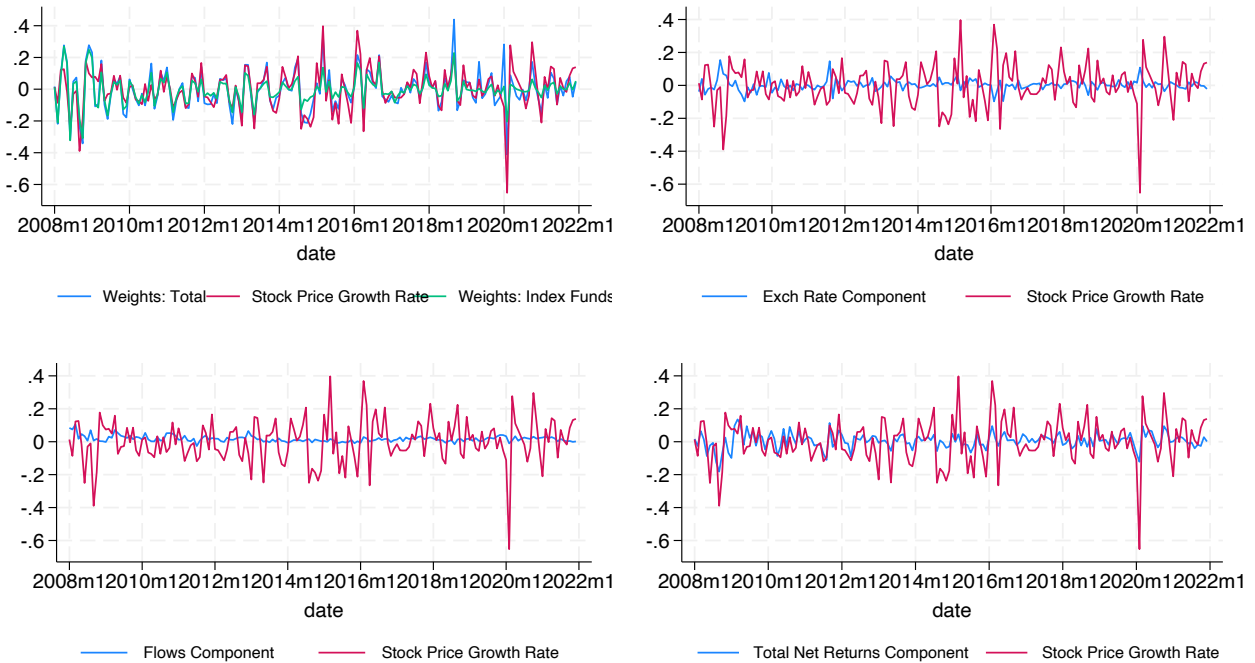 .4
.2
0
-.2
-.4
-.6
2008m1 2010m1 2012m1 2014m1 2016m1 2018m1 2020m1 2022m1
date
Weights: Total Stock Price Growth Rate Weights: Index Funds
.4
.2
0
-.2
-.4
-.6
2008m1 2010m1 2012m1 2014m1 2016m1 2018m1 2020m1 2022m1
date
Exch Rate Component Stock Price Growth Rate
.4
.2
0
-.2
-.4
-.6
2008m1 2010m1 2012m1 2014m1 2016m1 2018m1 2020m1 2022m1
date
Flows Component Stock Price Growth Rate
.4
.2
0
-.2
-.4
-.6
2008m1 2010m1 2012m1 2014m1 2016m1 2018m1 2020m1 2022m1
date
Total Net Returns Component Stock Price Growth Rate